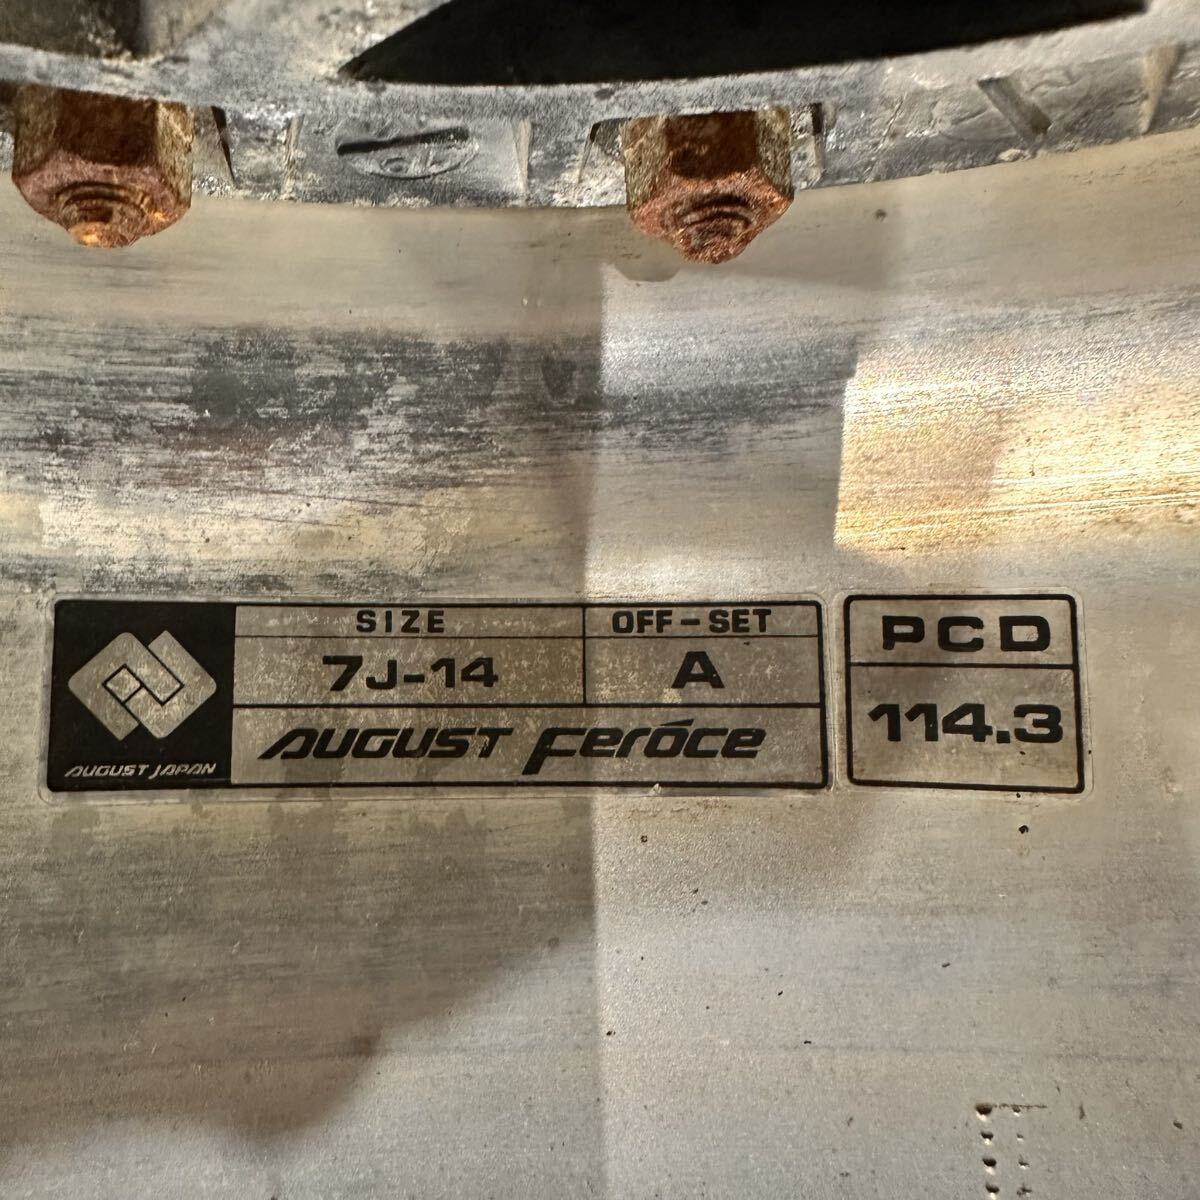 SIZE
OFF-SET
7J-14
A
AUGUST Feróce
AUGUST JAPAN
PCD
114.3